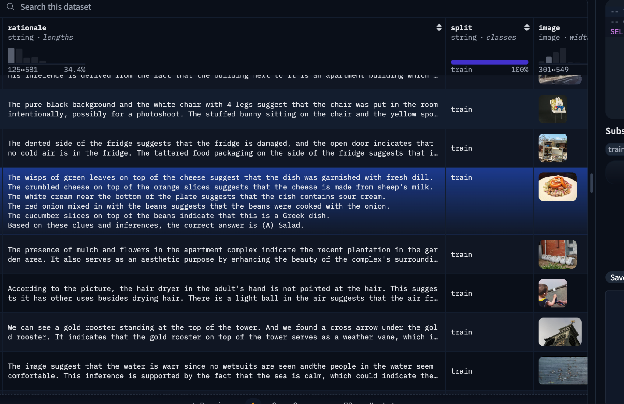 Search this dataset
rationale
string · lengths
split
string · classes
image
image · widt
125↔581
34.4%
train
100%
301↔549
This inference is derived from the fact that the building next to it is an apartment building which …
The pure black background and the white chair with 4 legs suggest that the chair was put in the room
intentionally, possibly for a photoshoot. The stuffed bunny sitting on the chair and the yellow spo…
train
The dented side of the fridge suggests that the fridge is damaged, and the open door indicates that
no cold air is in the fridge. The tattared food packaging on the side of the fridge suggests that i…
train
The wisps of green leaves on top of the cheese suggest that the dish was garnished with fresh dill.
The crumbled cheese on top of the orange slices suggests that the cheese is made from sheep's milk.
The white cream near the bottom of the plate suggests that the dish contains sour cream.
The red onion mixed in with the beans suggests that the beans were cooked with the onion.
The cucumber slices on top of the beans indicate that this is a Greek dish.
Based on these clues and inferences, the correct answer is (A) Salad.
train
The presence of mulch and flowers in the apartment complex indicate the recent plantation in the gar
den area. It also serves as an aesthetic purpose by enhancing the beauty of the complex's surroundi…
train
According to the picture, the hair dryer in the adult's hand is not pointed at the hair. This sugges
ts it has other uses besides drying hair. There is a light ball in the air suggests that the air fr…
train
We can see a gold rooster standing at the top of the tower. And we found a cross arrow under the gol
d rooster. It indicates that the gold rooster on top of the tower serves as a weather vane, which i…
train
The image suggest that the water is warm since no wetsuits are seen andthe people in the water seem
comfortable. This inference is supported by the fact that the sea is calm, which could indicate the…
train
SEL
Subs
train
Save